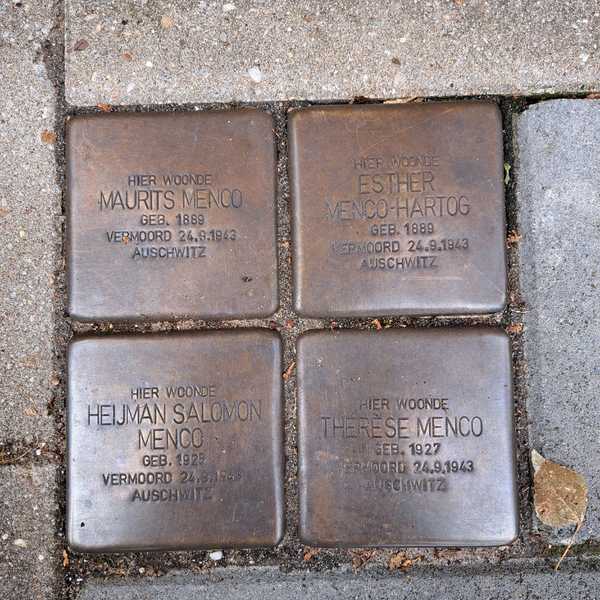 HIER WOONDE
MAURITS MENCO
GEB. 1889
VERMOORD 24.9.1943
AUSCHWITZ
HIER WOONDE
ESTHER
MENCO-HARTOG
GEB. 1889
VERMOORD 24.9.1943
AUSCHWITZ
HIER WOONDE
HEIJMAN SALOMON
MENCO
GEB.
VERMOORD
AUSCHWITZ
HIER WOONDE
THERÈSE MENCO
GEB. 1927
VERMOORD 24.9.1943
AUSCHWITZ